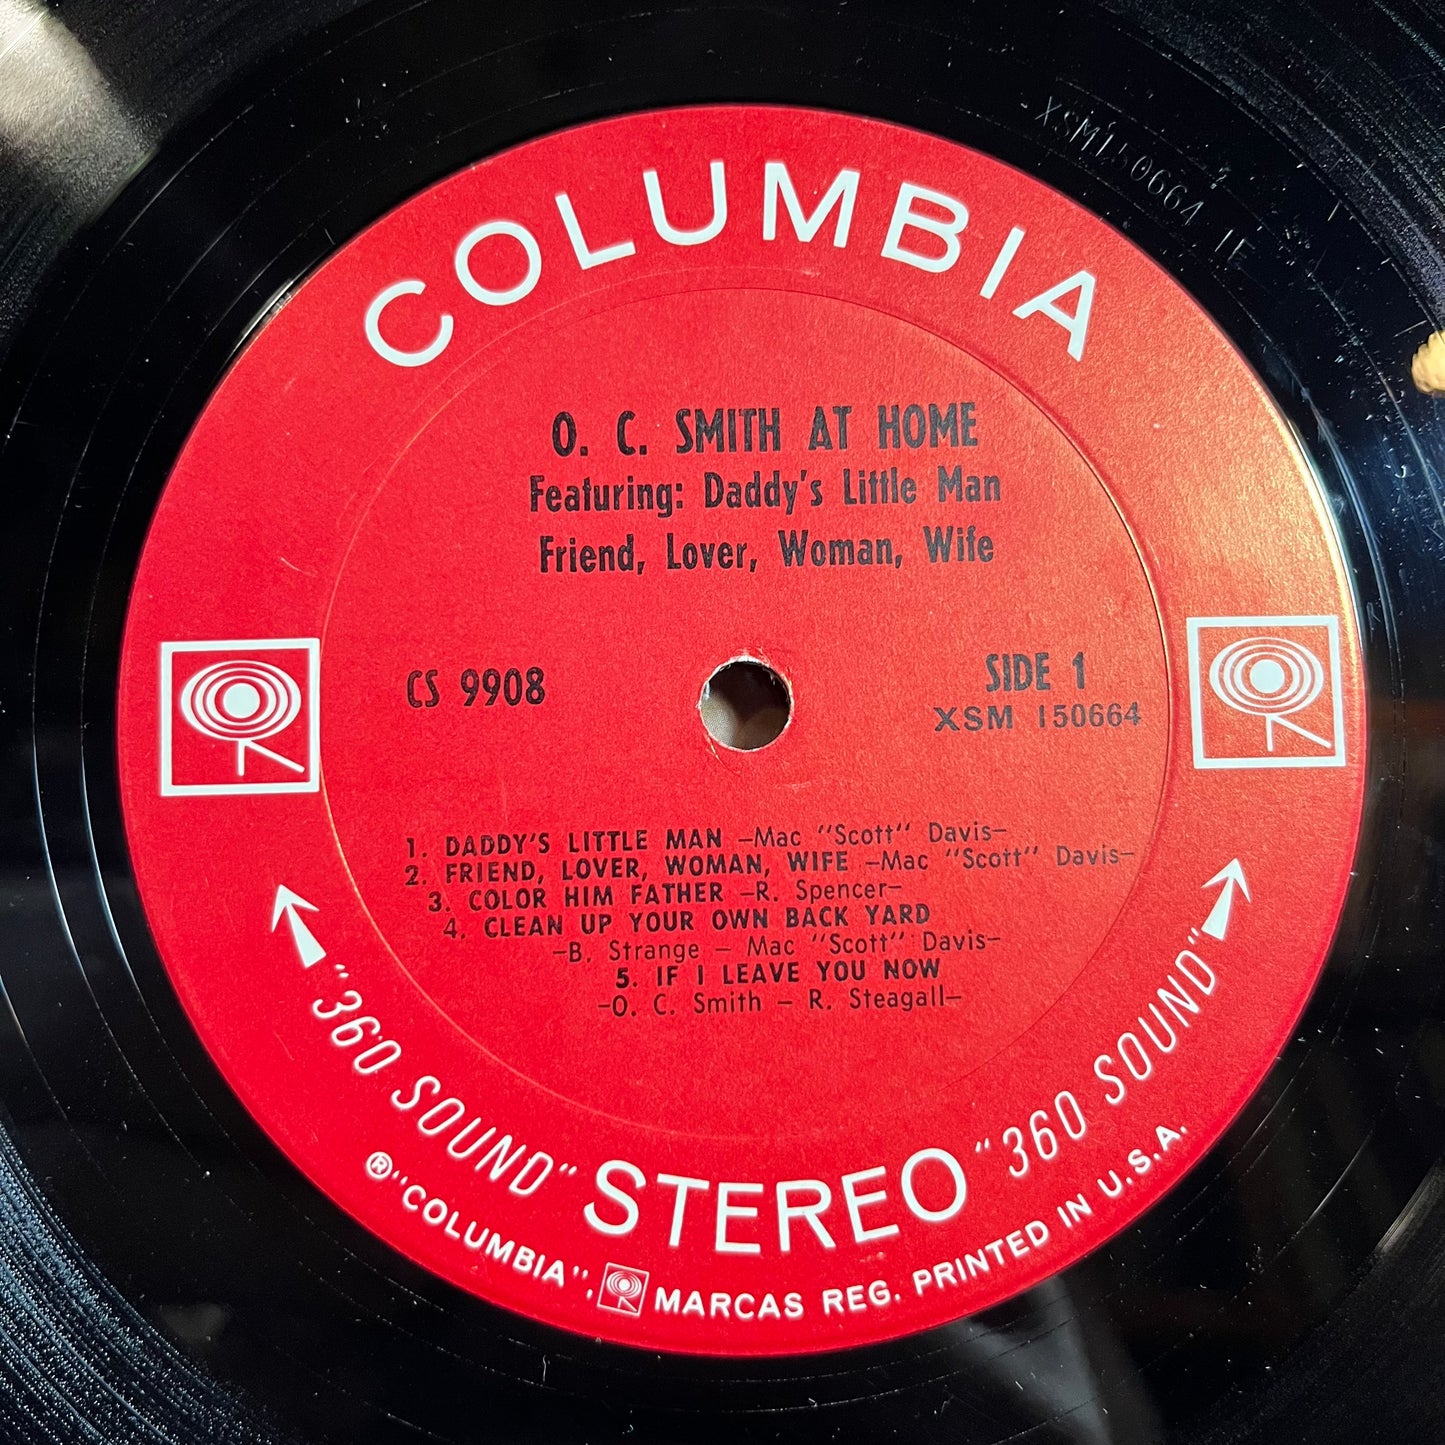 COLUMBIA
XSM150664 1F
O. C. SMITH AT HOME
Featuring: Daddy's Little Man
Friend, Lover, Woman, Wife
CS 9908
SIDE 1
XSM 150664
1. DADDY'S LITTLE MAN –Mac "Scott" Davis–
2. FRIEND, LOVER, WOMAN, WIFE –Mac "Scott" Davis–
3. COLOR HIM FATHER –R. Spencer–
4. CLEAN UP YOUR OWN BACK YARD
–B. Strange – Mac "Scott" Davis–
5. IF I LEAVE YOU NOW
–O. C. Smith – R. Steagall–
"360 SOUND" STEREO "360 SOUND"
® "COLUMBIA", MARCAS REG. PRINTED IN U.S.A.